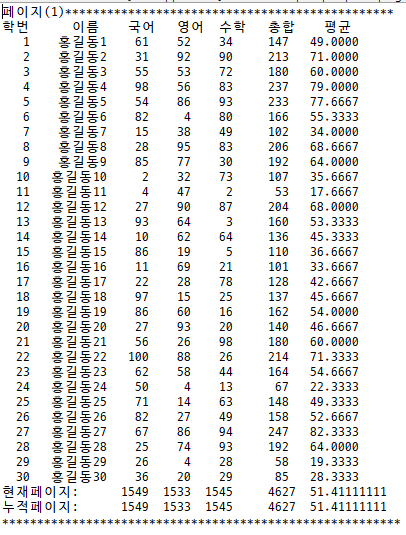 페이지(1)***********************************************
학번 이름 국어 영어 수학 총합 평균
1 홍길동1 61 52 34 147 49.0000
2 홍길동2 31 92 90 213 71.0000
3 홍길동3 55 53 72 180 60.0000
4 홍길동4 98 56 83 237 79.0000
5 홍길동5 54 86 93 233 77.6667
6 홍길동6 82 4 80 166 55.3333
7 홍길동7 15 38 49 102 34.0000
8 홍길동8 28 95 83 206 68.6667
9 홍길동9 85 77 30 192 64.0000
10 홍길동10 2 32 73 107 35.6667
11 홍길동11 4 47 2 53 17.6667
12 홍길동12 27 90 87 204 68.0000
13 홍길동13 93 64 3 160 53.3333
14 홍길동14 10 62 64 136 45.3333
15 홍길동15 86 19 5 110 36.6667
16 홍길동16 11 69 21 101 33.6667
17 홍길동17 22 28 78 128 42.6667
18 홍길동18 97 15 25 137 45.6667
19 홍길동19 86 60 16 162 54.0000
20 홍길동20 27 93 20 140 46.6667
21 홍길동21 56 26 98 180 60.0000
22 홍길동22 100 88 26 214 71.3333
23 홍길동23 62 58 44 164 54.6667
24 홍길동24 50 4 13 67 22.3333
25 홍길동25 71 14 63 148 49.3333
26 홍길동26 82 27 49 158 52.6667
27 홍길동27 67 86 94 247 82.3333
28 홍길동28 25 74 93 192 64.0000
29 홍길동29 26 4 28 58 19.3333
30 홍길동30 36 20 29 85 28.3333
현재페이지: 1549 1533 1545 4627 51.41111111
누적페이지: 1549 1533 1545 4627 51.41111111
*********************************************************